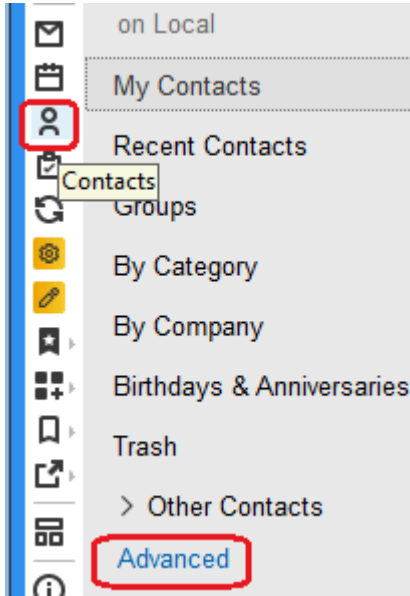 on Local
My Contacts
Recent Contacts
Contacts
Groups
By Category
By Company
Birthdays & Anniversaries
Trash
> Other Contacts
Advanced